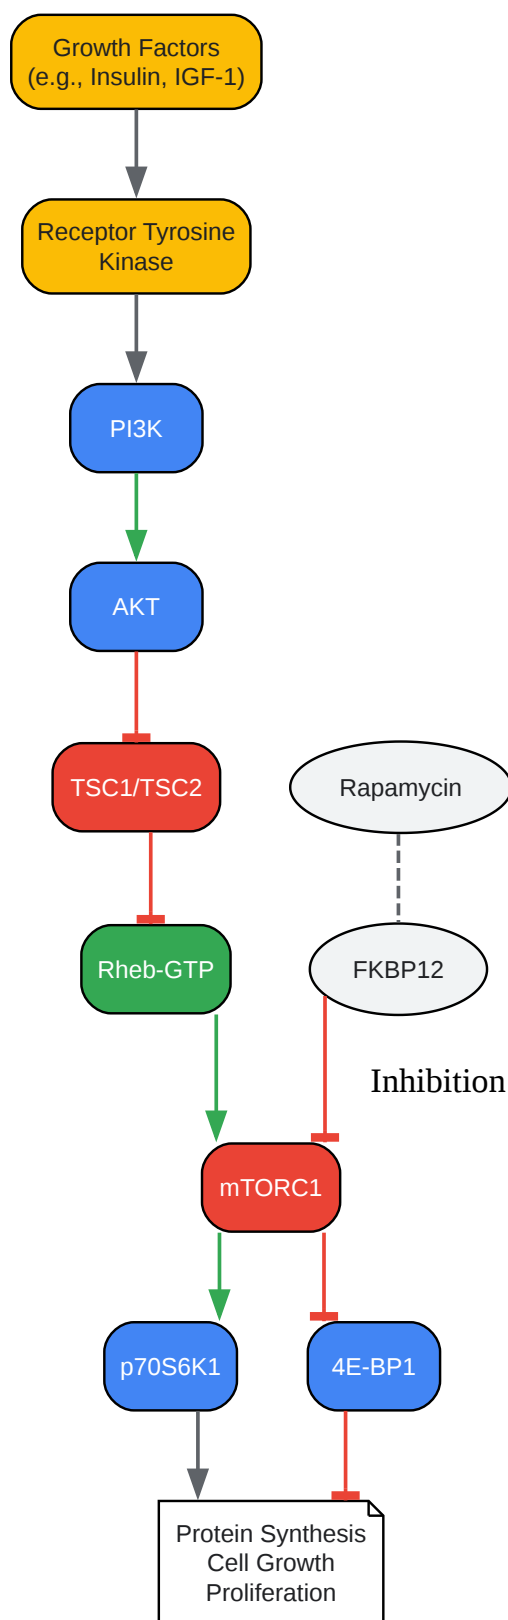 Growth Factors
(e.g., Insulin, IGF-1)
Receptor Tyrosine
Kinase
PI3K
AKT
TSC1/TSC2
Rapamycin
Rheb-GTP
FKBP12
Inhibition
mTORC1
p70S6K1
4E-BP1
Protein Synthesis
Cell Growth
Proliferation